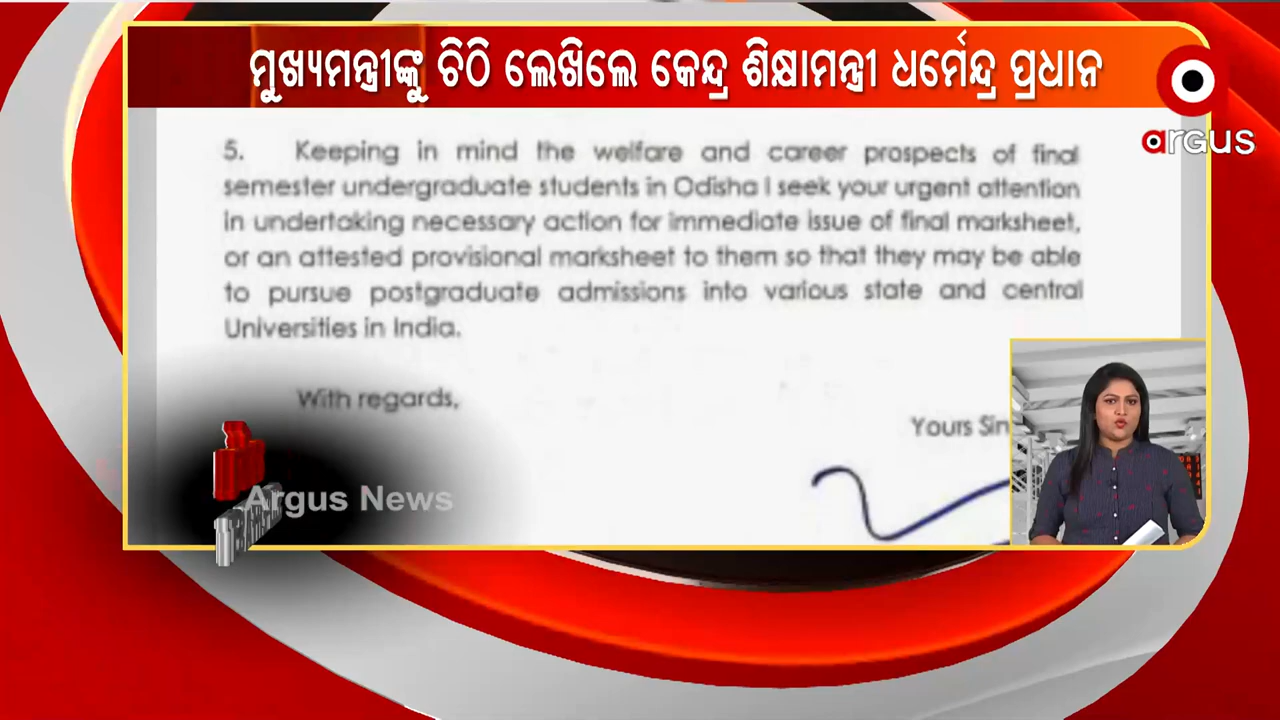 ମୁଖ୍ୟମନ୍ତ୍ରୀଙ୍କୁ ଚିଠି ଲେଖିଲେ କେନ୍ଦ୍ର ଶିକ୍ଷାମନ୍ତ୍ରୀ ଧର୍ମେନ୍ଦ୍ର ପ୍ରଧାନ
argus
5. Keeping in mind the welfare and career prospects of final
semester undergraduate students in Odisha I seek your urgent attention
in undertaking necessary action for immediate issue of final marksheet,
or an attested provisional marksheet to them so that they may be able
to pursue postgraduate admissions into various state and central
Universities in India.
With regards,
Yours Sin
Argus News